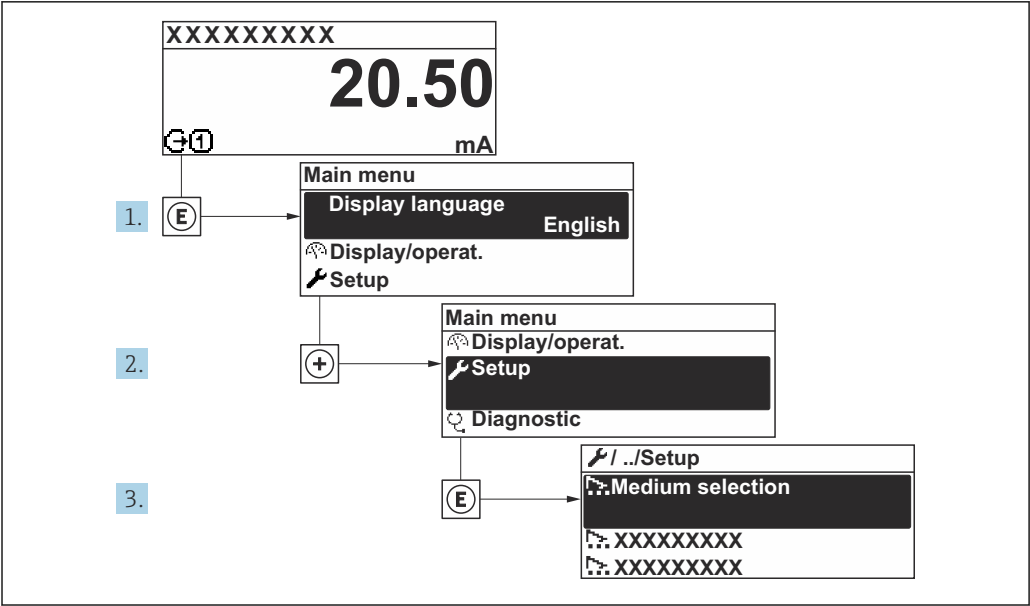 XXXXXXXXX
20.50
1
mA
Main menu
1.
E
Display language
English
Display/operat.
Setup
Main menu
2.
+
Display/operat.
Setup
Diagnostic
/ ../Setup
3.
E
Medium selection
XXXXXXXXX
XXXXXXXXX